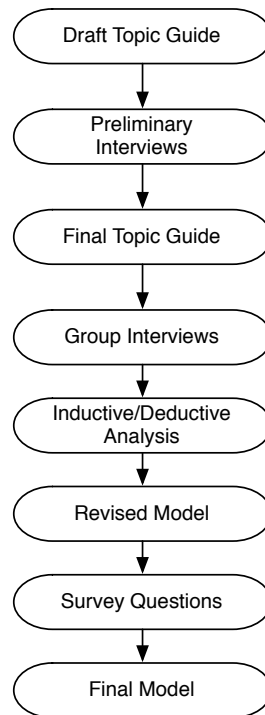 Draft Topic Guide
Preliminary
Interviews
Final Topic Guide
Group Interviews
Inductive/Deductive
Analysis
Revised Model
Survey Questions
Final Model